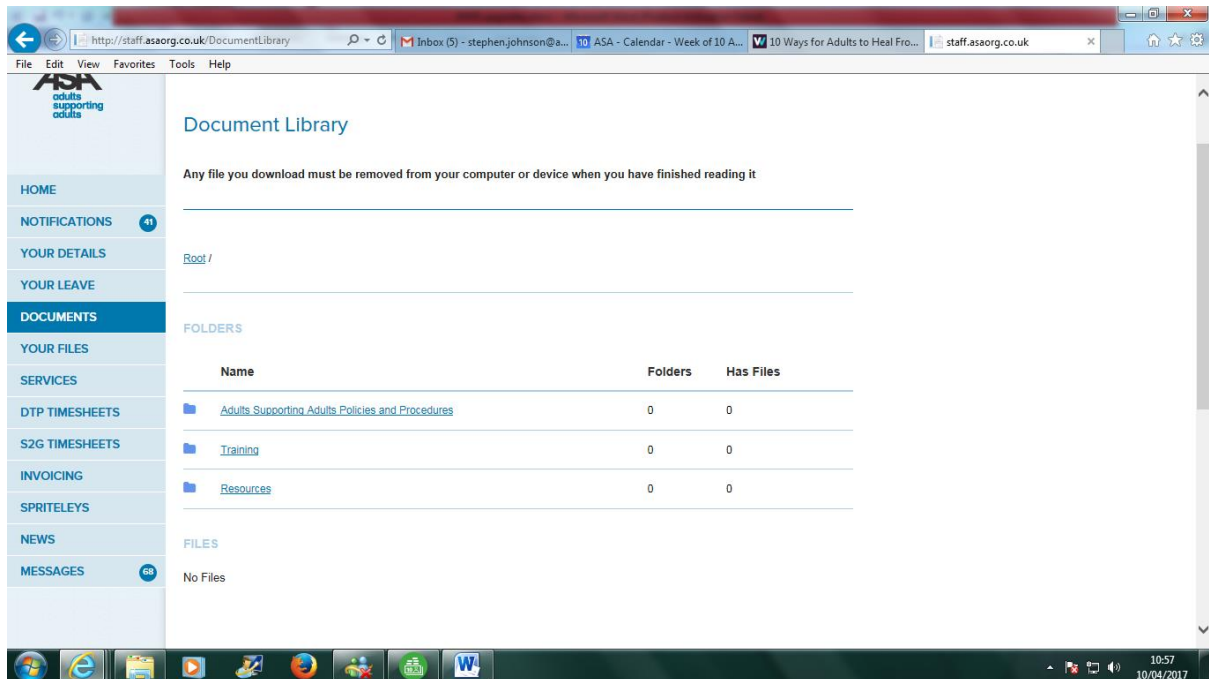 http://staff.asaorg.co.uk/DocumentLibrary
Inbox (5) - stephen.johnson@a...
10 ASA - Calendar - Week of 10 A...
10 Ways for Adults to Heal Fro...
staff.asaorg.co.uk
File Edit View Favorites Tools Help
ASA
adults
supporting
adults
Document Library
Any file you download must be removed from your computer or device when you have finished reading it
HOME
NOTIFICATIONS 41
YOUR DETAILS
YOUR LEAVE
DOCUMENTS
YOUR FILES
SERVICES
DTP TIMESHEETS
S2G TIMESHEETS
INVOICING
SPRITELEYS
NEWS
MESSAGES 68
Root /
FOLDERS
Name Folders Has Files
Adults Supporting Adults Policies and Procedures 0 0
Training 0 0
Resources 0 0
FILES
No Files
10:57
10/04/2017